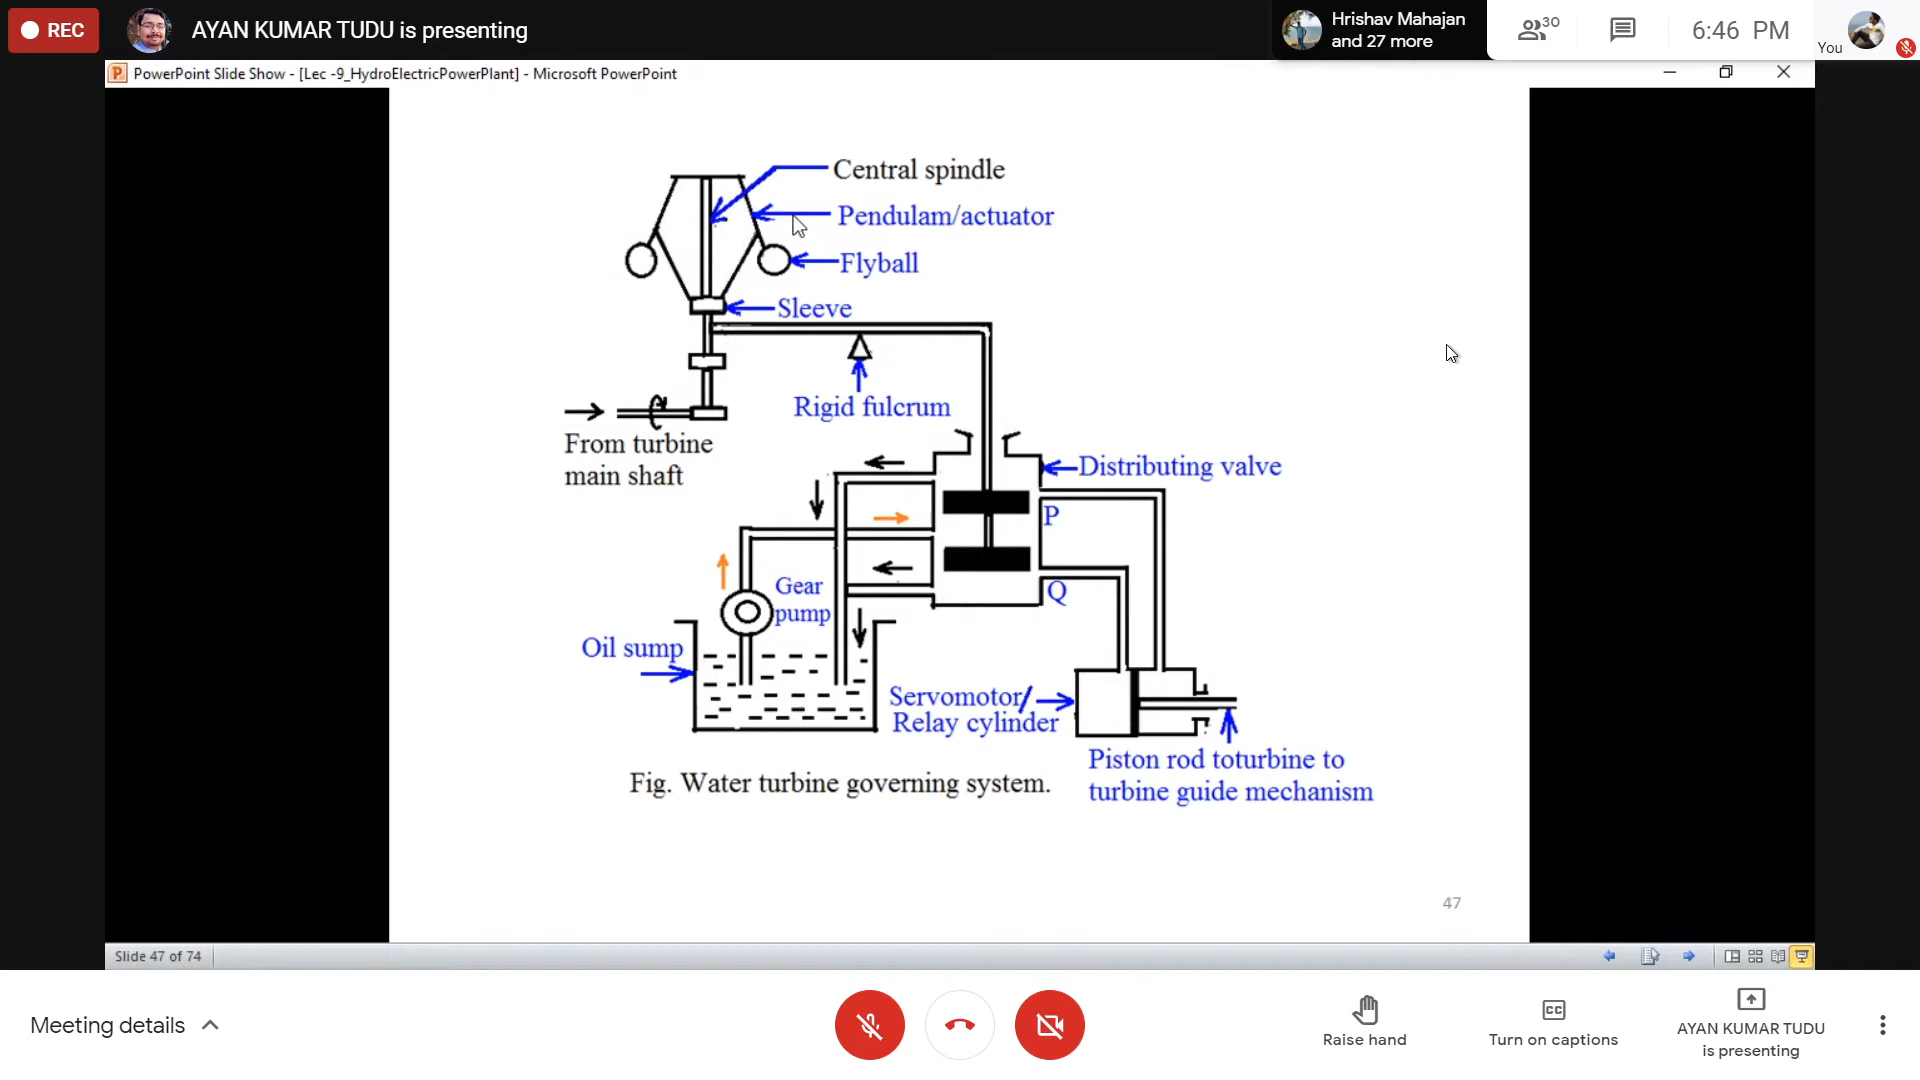 REC
AYAN KUMAR TUDU is presenting
Hrishav Mahajan
and 27 more
30
6:46 PM
You
PowerPoint Slide Show - [Lec -9_HydroElectricPowerPlant] - Microsoft PowerPoint
Central spindle
Pendulam/actuator
Flyball
Sleeve
Rigid fulcrum
From turbine
main shaft
Distributing valve
P
Gear
pump
Q
Oil sump
Servomotor/
Relay cylinder
Piston rod toturbine to
turbine guide mechanism
Fig. Water turbine governing system.
47
Slide 47 of 74
Meeting details
Raise hand
Turn on captions
AYAN KUMAR TUDU
is presenting